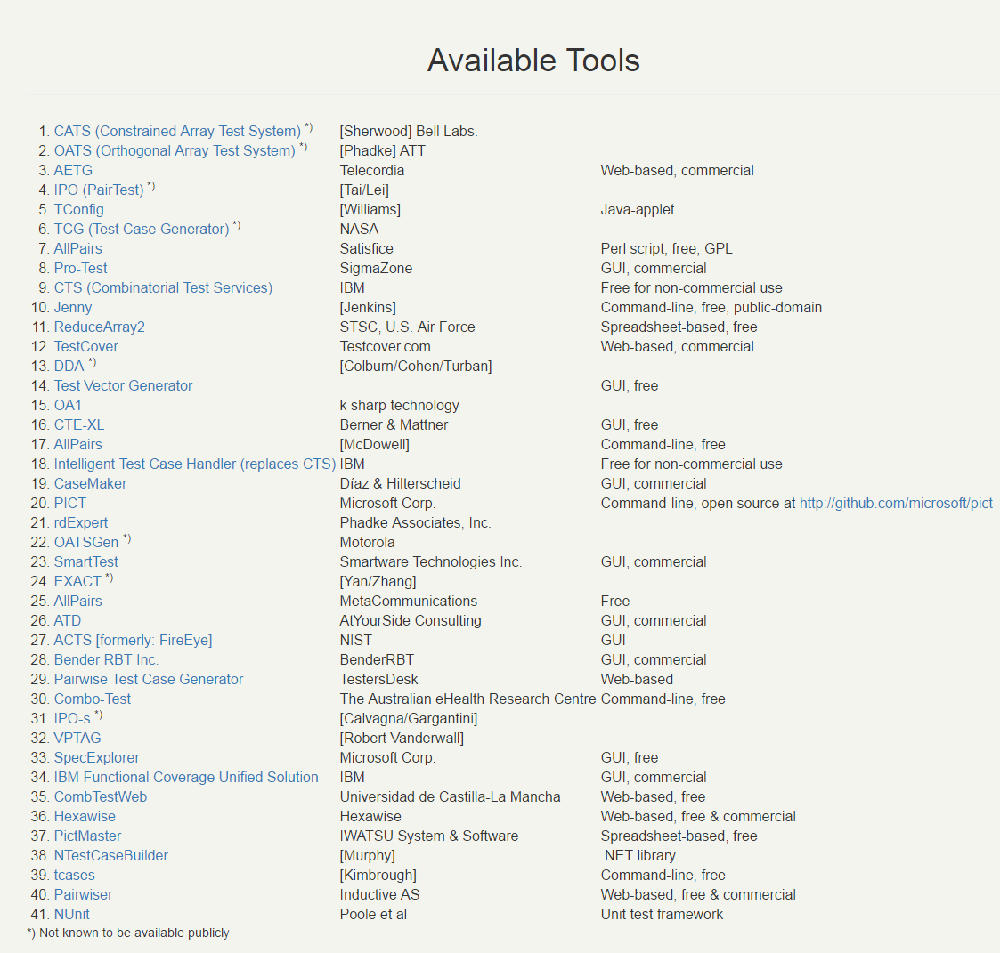 Available Tools
1. CATS (Constrained Array Test System) *) [Sherwood] Bell Labs.
2. OATS (Orthogonal Array Test System) *) [Phadke] ATT
3. AETG Telecordia Web-based, commercial
4. IPO (PairTest) *) [Tai/Lei]
5. TConfig [Williams] Java-applet
6. TCG (Test Case Generator) *) NASA
7. AllPairs Satisfice Perl script, free, GPL
8. Pro-Test SigmaZone GUI, commercial
9. CTS (Combinatorial Test Services) IBM Free for non-commercial use
10. Jenny [Jenkins] Command-line, free, public-domain
11. ReduceArray2 STSC, U.S. Air Force Spreadsheet-based, free
12. TestCover Testcover.com Web-based, commercial
13. DDA *) [Colburn/Cohen/Turban]
14. Test Vector Generator GUI, free
15. OA1 k sharp technology
16. CTE-XL Berner & Mattner GUI, free
17. AllPairs [McDowell] Command-line, free
18. Intelligent Test Case Handler (replaces CTS) IBM Free for non-commercial use
19. CaseMaker Díaz & Hilterscheid GUI, commercial
20. PICT Microsoft Corp. Command-line, open source at http://github.com/microsoft/pict
21. rdExpert Phadke Associates, Inc.
22. OATSGen *) Motorola
23. SmartTest Smartware Technologies Inc. GUI, commercial
24. EXACT *) [Yan/Zhang]
25. AllPairs MetaCommunications Free
26. ATD AtYourSide Consulting GUI, commercial
27. ACTS [formerly: FireEye] NIST GUI
28. Bender RBT Inc. BenderRBT GUI, commercial
29. Pairwise Test Case Generator TestersDesk Web-based
30. Combo-Test The Australian eHealth Research Centre Command-line, free
31. IPO-s *) [Calvagna/Gargantini]
32. VPTAG [Robert Vanderwall]
33. SpecExplorer Microsoft Corp. GUI, free
34. IBM Functional Coverage Unified Solution IBM GUI, commercial
35. CombTestWeb Universidad de Castilla-La Mancha Web-based, free
36. Hexawise Hexawise Web-based, free & commercial
37. PictMaster IWATSU System & Software Spreadsheet-based, free
38. NTestCaseBuilder [Murphy] .NET library
39. tcases [Kimbrough] Command-line, free
40. Pairwiser Inductive AS Web-based, free & commercial
41. NUnit Poole et al Unit test framework
*) Not known to be available publicly